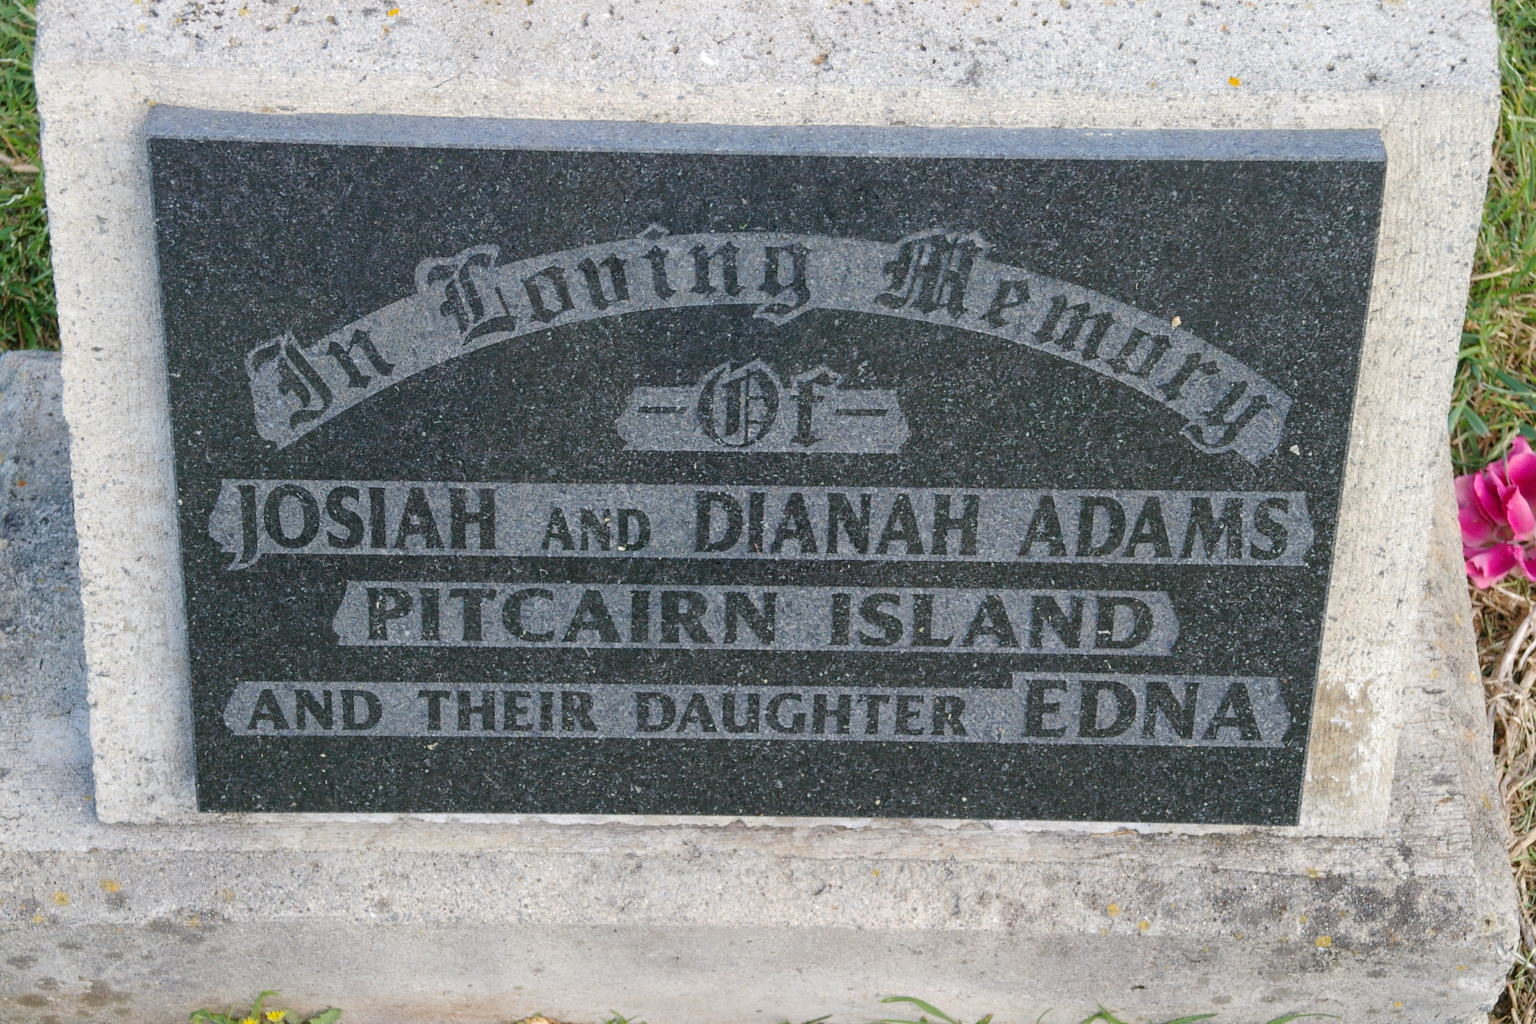 In Loving Memory
- Of -
JOSIAH AND DIANAH ADAMS
PITCAIRN ISLAND
AND THEIR DAUGHTER EDNA